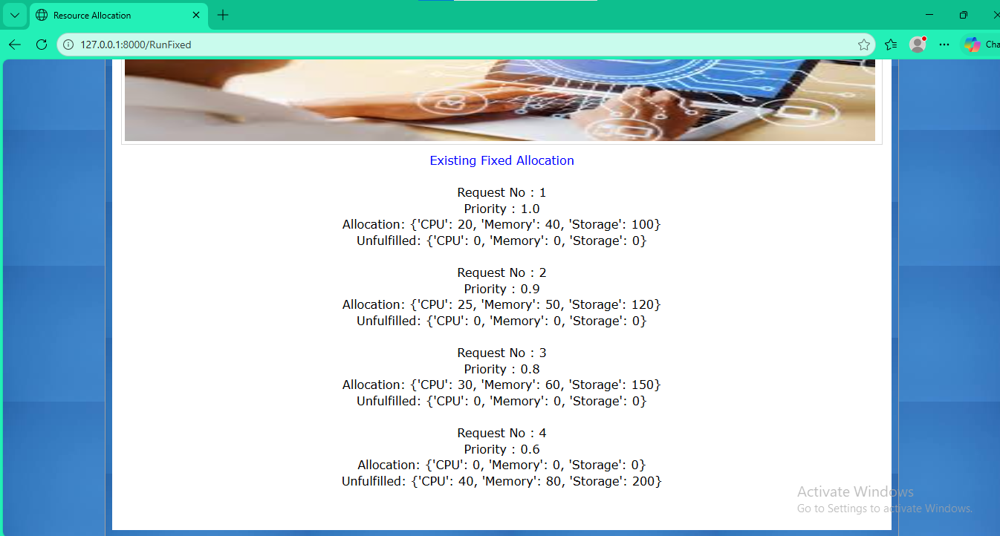 Resource Allocation
127.0.0.1:8000/RunFixed
Existing Fixed Allocation
Request No : 1
Priority : 1.0
Allocation: {'CPU': 20, 'Memory': 40, 'Storage': 100}
Unfulfilled: {'CPU': 0, 'Memory': 0, 'Storage': 0}
Request No : 2
Priority : 0.9
Allocation: {'CPU': 25, 'Memory': 50, 'Storage': 120}
Unfulfilled: {'CPU': 0, 'Memory': 0, 'Storage': 0}
Request No : 3
Priority : 0.8
Allocation: {'CPU': 30, 'Memory': 60, 'Storage': 150}
Unfulfilled: {'CPU': 0, 'Memory': 0, 'Storage': 0}
Request No : 4
Priority : 0.6
Allocation: {'CPU': 0, 'Memory': 0, 'Storage': 0}
Unfulfilled: {'CPU': 40, 'Memory': 80, 'Storage': 200}
Activate Windows
Go to Settings to activate Windows.